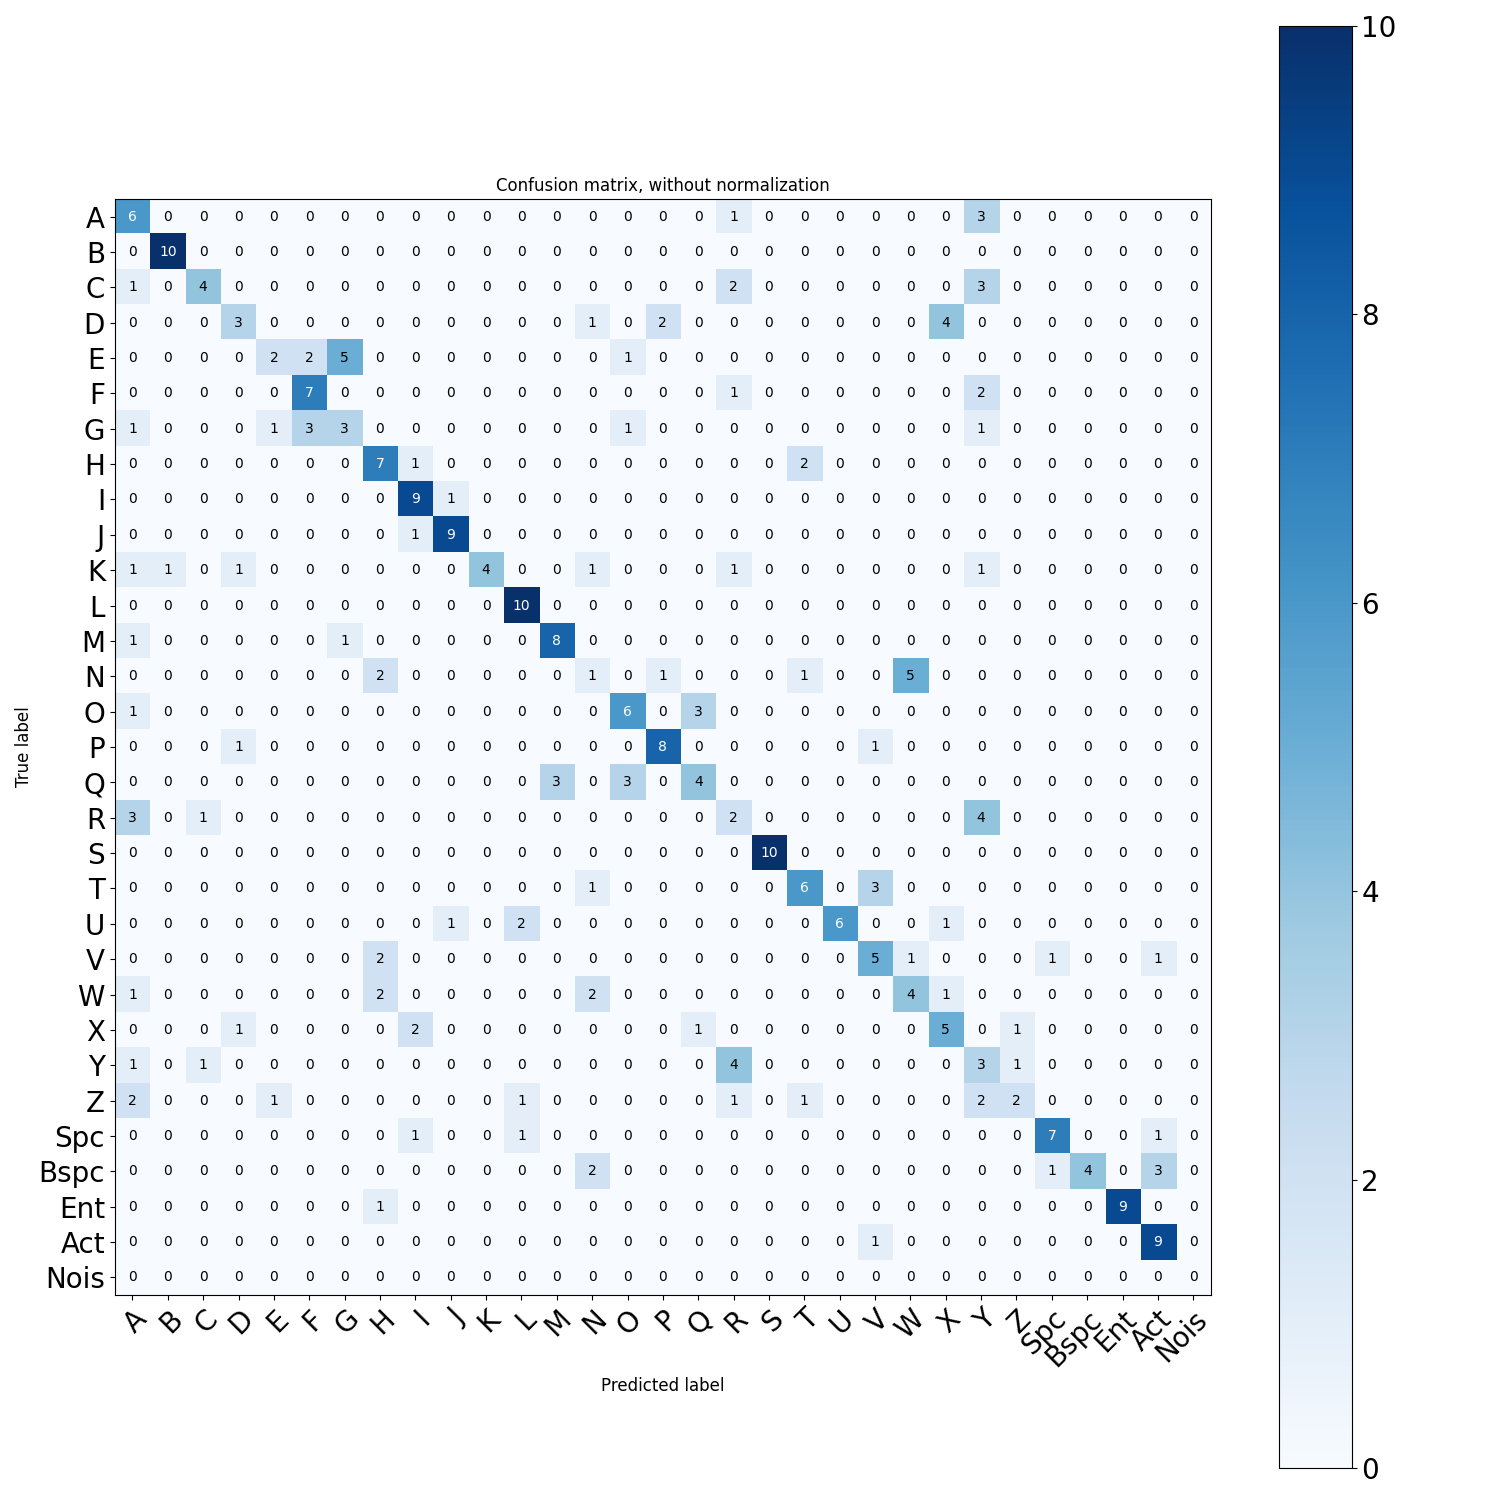 Confusion matrix, without normalization
True label
A 6 0 0 0 0 0 0 0 0 0 0 0 0 0 0 0 0 1 0 0 0 0 0 0 3 0 0 0 0 0 0
B 0 10 0 0 0 0 0 0 0 0 0 0 0 0 0 0 0 0 0 0 0 0 0 0 0 0 0 0 0 0 0
C 1 0 4 0 0 0 0 0 0 0 0 0 0 0 0 0 0 2 0 0 0 0 0 0 3 0 0 0 0 0 0
D 0 0 0 3 0 0 0 0 0 0 0 0 0 1 0 2 0 0 0 0 0 0 0 4 0 0 0 0 0 0 0
E 0 0 0 0 2 2 5 0 0 0 0 0 0 0 1 0 0 0 0 0 0 0 0 0 0 0 0 0 0 0 0
F 0 0 0 0 0 7 0 0 0 0 0 0 0 0 0 0 0 1 0 0 0 0 0 0 2 0 0 0 0 0 0
G 1 0 0 0 1 3 3 0 0 0 0 0 0 0 1 0 0 0 0 0 0 0 0 0 1 0 0 0 0 0 0
H 0 0 0 0 0 0 0 7 1 0 0 0 0 0 0 0 0 0 0 2 0 0 0 0 0 0 0 0 0 0 0
I 0 0 0 0 0 0 0 0 9 1 0 0 0 0 0 0 0 0 0 0 0 0 0 0 0 0 0 0 0 0 0
J 0 0 0 0 0 0 0 0 1 9 0 0 0 0 0 0 0 0 0 0 0 0 0 0 0 0 0 0 0 0 0
K 1 1 0 1 0 0 0 0 0 0 4 0 0 1 0 0 0 1 0 0 0 0 0 0 1 0 0 0 0 0 0
L 0 0 0 0 0 0 0 0 0 0 0 10 0 0 0 0 0 0 0 0 0 0 0 0 0 0 0 0 0 0 0
M 1 0 0 0 0 0 1 0 0 0 0 0 8 0 0 0 0 0 0 0 0 0 0 0 0 0 0 0 0 0 0
N 0 0 0 0 0 0 0 2 0 0 0 0 0 1 0 1 0 0 0 1 0 0 5 0 0 0 0 0 0 0 0
O 1 0 0 0 0 0 0 0 0 0 0 0 0 0 6 0 3 0 0 0 0 0 0 0 0 0 0 0 0 0 0
P 0 0 0 1 0 0 0 0 0 0 0 0 0 0 0 8 0 0 0 0 0 1 0 0 0 0 0 0 0 0 0
Q 0 0 0 0 0 0 0 0 0 0 0 0 3 0 3 0 4 0 0 0 0 0 0 0 0 0 0 0 0 0 0
R 3 0 1 0 0 0 0 0 0 0 0 0 0 0 0 0 0 2 0 0 0 0 0 0 4 0 0 0 0 0 0
S 0 0 0 0 0 0 0 0 0 0 0 0 0 0 0 0 0 0 10 0 0 0 0 0 0 0 0 0 0 0 0
T 0 0 0 0 0 0 0 0 0 0 0 0 0 1 0 0 0 0 0 6 0 3 0 0 0 0 0 0 0 0 0
U 0 0 0 0 0 0 0 0 0 1 0 2 0 0 0 0 0 0 0 0 6 0 0 1 0 0 0 0 0 0 0
V 0 0 0 0 0 0 0 2 0 0 0 0 0 0 0 0 0 0 0 0 0 5 1 0 0 0 1 0 0 1 0
W 1 0 0 0 0 0 0 2 0 0 0 0 0 2 0 0 0 0 0 0 0 0 4 1 0 0 0 0 0 0 0
X 0 0 0 1 0 0 0 0 2 0 0 0 0 0 0 0 1 0 0 0 0 0 0 5 0 1 0 0 0 0 0
Y 1 0 1 0 0 0 0 0 0 0 0 0 0 0 0 0 0 4 0 0 0 0 0 0 3 1 0 0 0 0 0
Z 2 0 0 0 1 0 0 0 0 0 0 1 0 0 0 0 0 1 0 1 0 0 0 0 2 2 0 0 0 0 0
Spc 0 0 0 0 0 0 0 0 1 0 0 1 0 0 0 0 0 0 0 0 0 0 0 0 0 0 7 0 0 1 0
Bspc 0 0 0 0 0 0 0 0 0 0 0 0 0 2 0 0 0 0 0 0 0 0 0 0 0 0 1 4 0 3 0
Ent 0 0 0 0 0 0 0 1 0 0 0 0 0 0 0 0 0 0 0 0 0 0 0 0 0 0 0 0 9 0 0
Act 0 0 0 0 0 0 0 0 0 0 0 0 0 0 0 0 0 0 0 0 0 1 0 0 0 0 0 0 0 9 0
Nois 0 0 0 0 0 0 0 0 0 0 0 0 0 0 0 0 0 0 0 0 0 0 0 0 0 0 0 0 0 0 0
A B C D E F G H I J K L M N O P Q R S T U V W X Y Z Spc Bspc Ent Act Nois
Predicted label
10
8
6
4
2
0